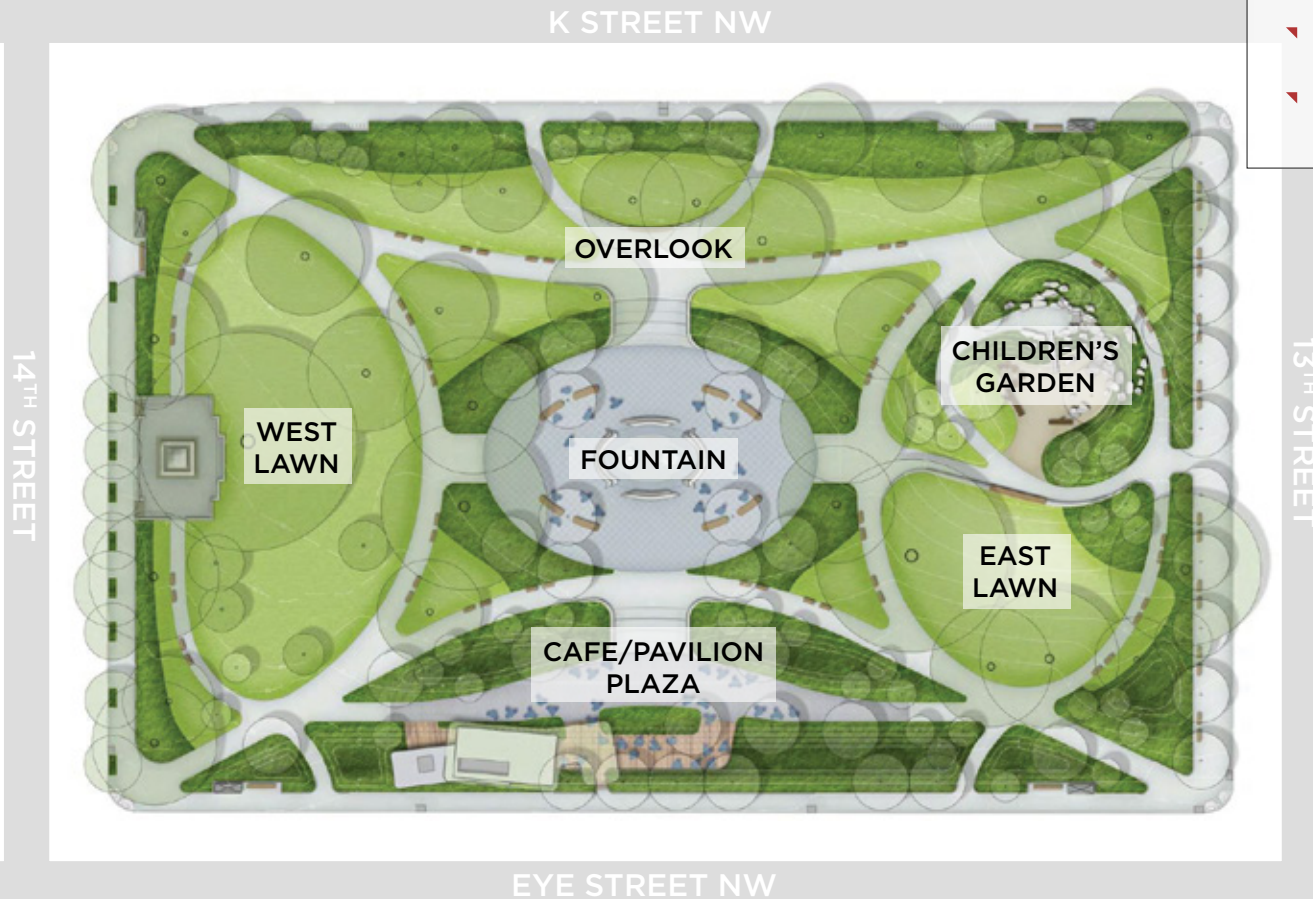 K STREET NW
OVERLOOK
CHILDREN'S
GARDEN
14TH STREET
13TH STREET
WEST
LAWN
FOUNTAIN
EAST
LAWN
CAFE/PAVILION
PLAZA
EYE STREET NW